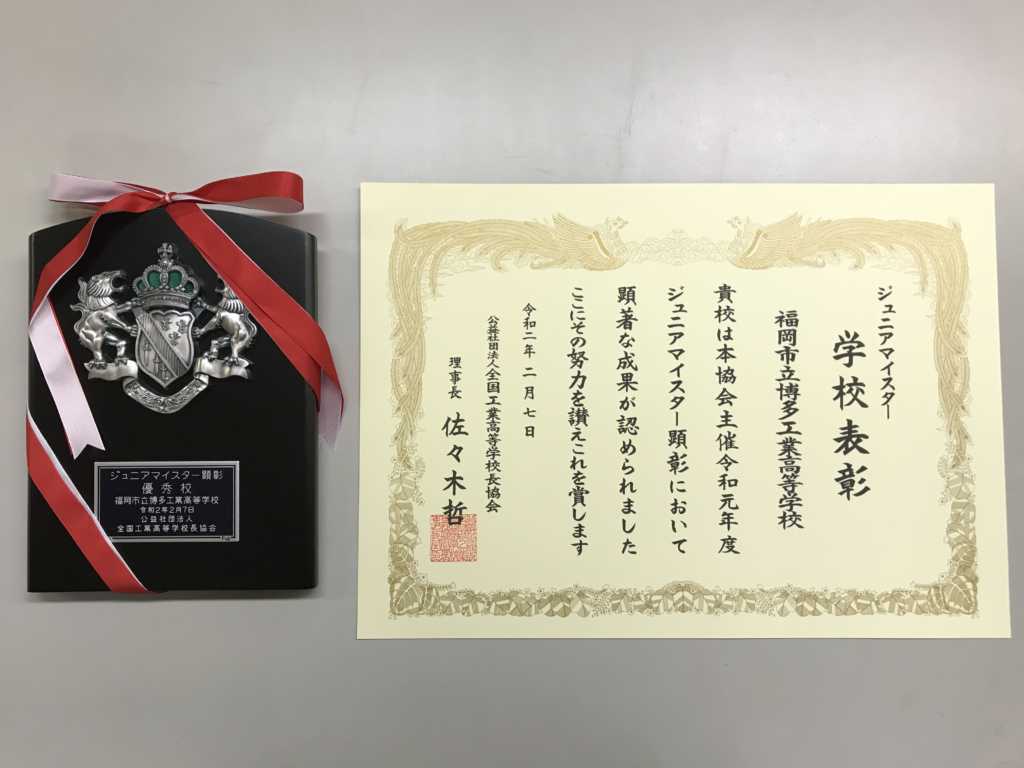 ジュニアマイスター顕彰
優秀校
福岡市立博多工業高等学校
令和2年2月7日
公益社団法人
全国工業高等学校長協会
ジュニアマイスター
学校表彰
福岡市立博多工業高等学校
貴校は本協会主催令和元年度
ジュニアマイスター顕彰において
顕著な成果が認められました
ここにその努力を讃えこれを賞します
令和二年 二月 七日
公益社団法人全国工業高等学校長協会
理事長 佐々木哲